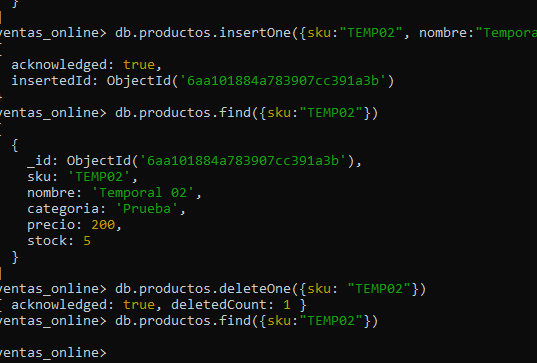 }
]
ventas_online> db.productos.insertOne({sku:"TEMP02", nombre:"Tempora
{
acknowledged: true,
insertedId: ObjectId('6aa101884a783907cc391a3b')
}
ventas_online> db.productos.find({sku:"TEMP02"})
[
{
_id: ObjectId('6aa101884a783907cc391a3b'),
sku: 'TEMP02',
nombre: 'Temporal 02',
categoria: 'Prueba',
precio: 200,
stock: 5
}
]
ventas_online> db.productos.deleteOne({sku: "TEMP02"})
{ acknowledged: true, deletedCount: 1 }
ventas_online> db.productos.find({sku:"TEMP02"})
ventas_online>